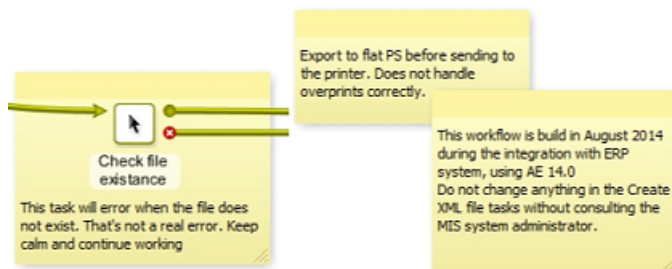 Check file
existance
This task will error when the file does
not exist. That's not a real error. Keep
calm and continue working
Export to flat PS before sending to
the printer. Does not handle
overprints correctly.
This workflow is build in August 2014
during the integration with ERP
system, using AE 14.0
Do not change anything in the Create
XML file tasks without consulting the
MIS system administrator.